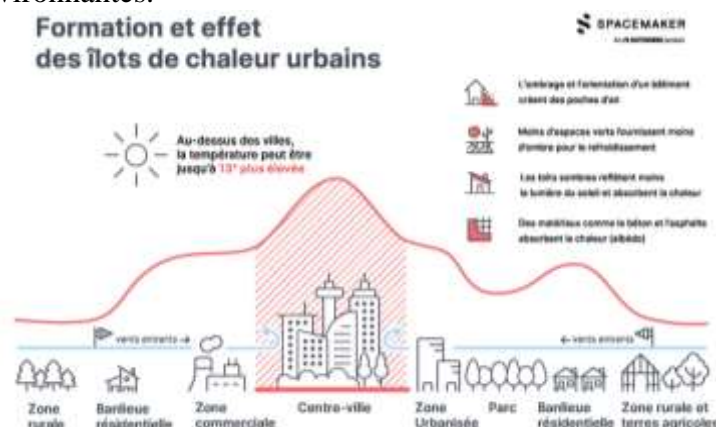 vironnantes.
Formation et effet
des îlots de chaleur urbains
SPACEMAKER
L'ombrage et l'orientation d'un bâtiment
créent des poches d'air
Moins d'espaces verts fournissent moins
d'ombre pour le refroidissement
Les toits sombres reflètent moins
la lumière du soleil et absorbent la chaleur
Des matériaux comme le béton et l'asphalte
absorbent la chaleur (albédo)
Au-dessus des villes,
la température peut être
jusqu'à 13° plus élevée
vents entrants →
← vents entrants
Zone
rurale
Banlieue
résidentielle
Zone
commerciale
Centre-ville
Zone
Urbanisée
Parc
Banlieue
résidentielle
Zone rurale et
terres agricoles